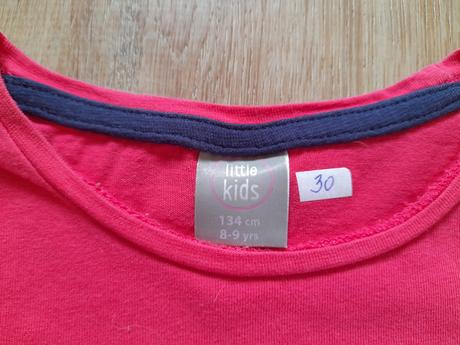 little
kids
134 cm
8-9 yrs
30